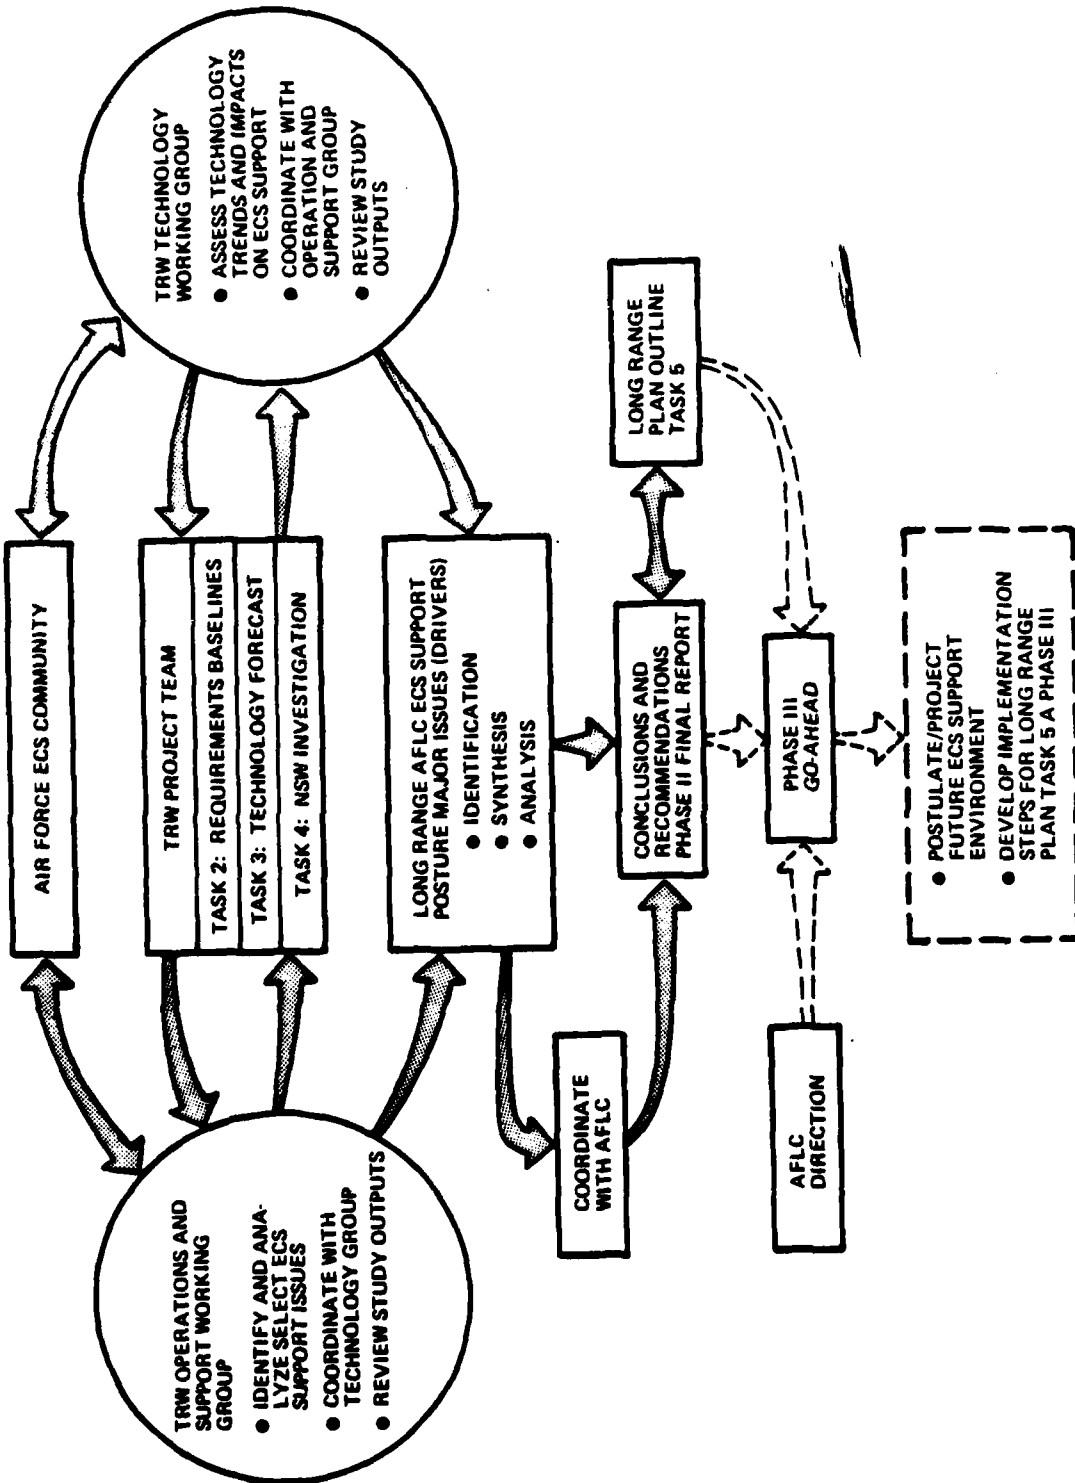 AIR FORCE ECS COMMUNITY
TRW OPERATIONS AND
SUPPORT WORKING
GROUP
● IDENTIFY AND ANA-
LYZE SELECT ECS
SUPPORT ISSUES
● COORDINATE WITH
TECHNOLOGY GROUP
● REVIEW STUDY OUTPUTS
TRW PROJECT TEAM
TASK 2: REQUIREMENTS BASELINES
TASK 3: TECHNOLOGY FORECAST
TASK 4: NSW INVESTIGATION
TRW TECHNOLOGY
WORKING GROUP
● ASSESS TECHNOLOGY
TRENDS AND IMPACTS
ON ECS SUPPORT
● COORDINATE WITH
OPERATION AND
SUPPORT GROUP
● REVIEW STUDY
OUTPUTS
LONG RANGE AFLC ECS SUPPORT
POSTURE MAJOR ISSUES (DRIVERS)
● IDENTIFICATION
● SYNTHESIS
● ANALYSIS
COORDINATE
WITH AFLC
CONCLUSIONS AND
RECOMMENDATIONS
PHASE II FINAL REPORT
LONG RANGE
PLAN OUTLINE
TASK 5
AFLC
DIRECTION
PHASE III
GO-AHEAD
● POSTULATE/PROJECT
FUTURE ECS SUPPORT
ENVIRONMENT
● DEVELOP IMPLEMENTATION
STEPS FOR LONG RANGE
PLAN TASK 5 A PHASE III